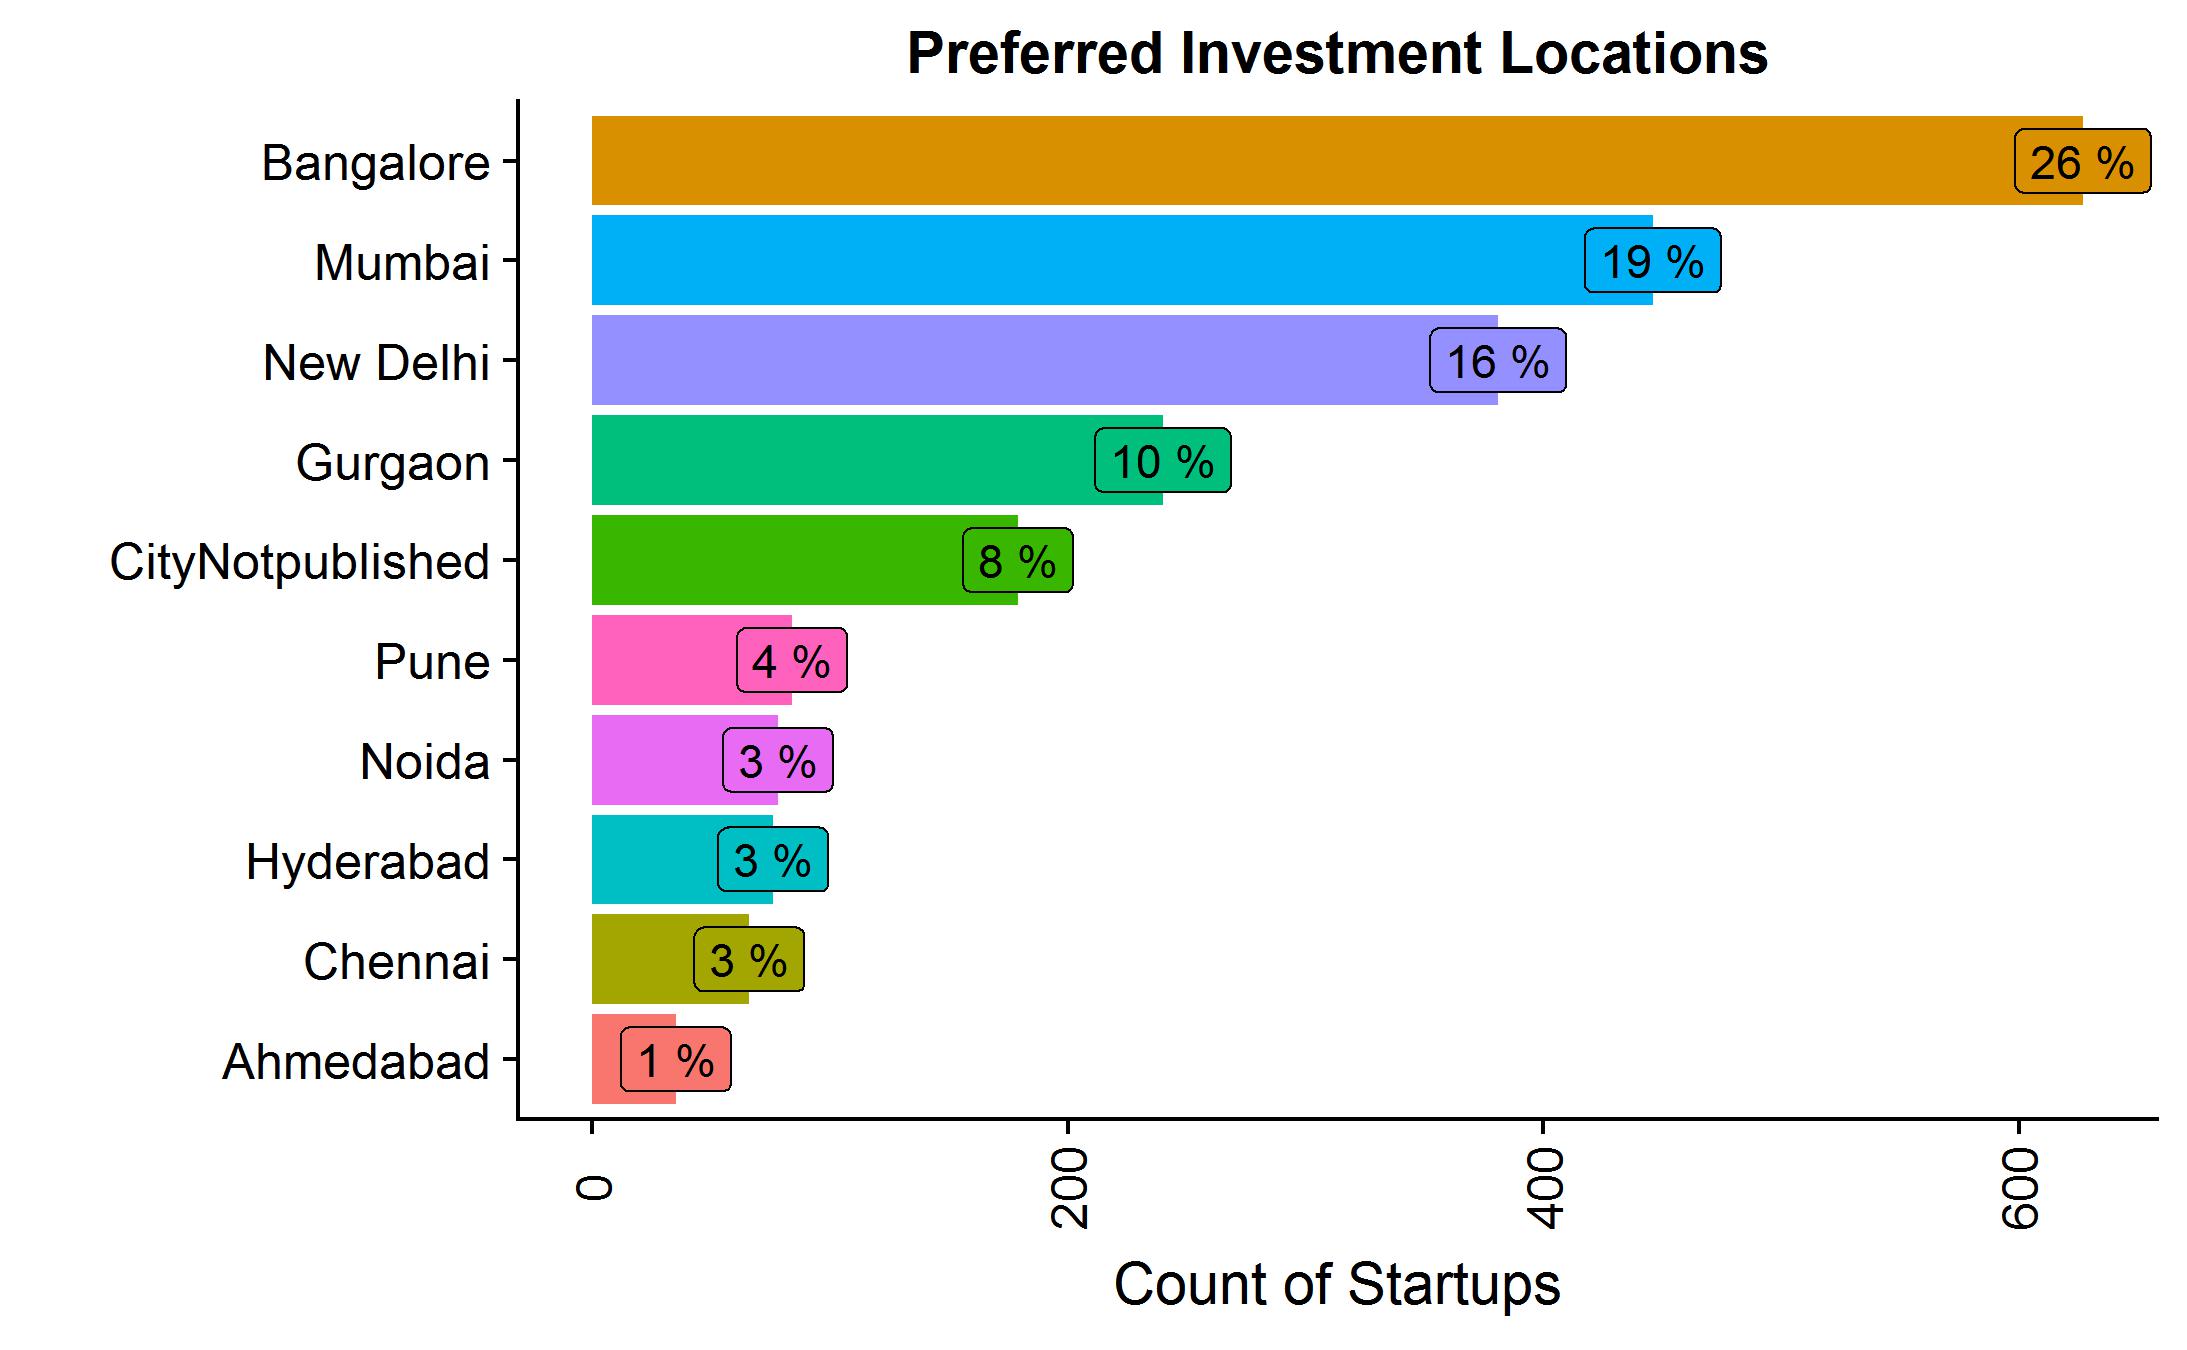 Preferred Investment Locations
Bangalore 26 %
Mumbai 19 %
New Delhi 16 %
Gurgaon 10 %
CityNotpublished 8 %
Pune 4 %
Noida 3 %
Hyderabad 3 %
Chennai 3 %
Ahmedabad 1 %
0 200 400 600
Count of Startups